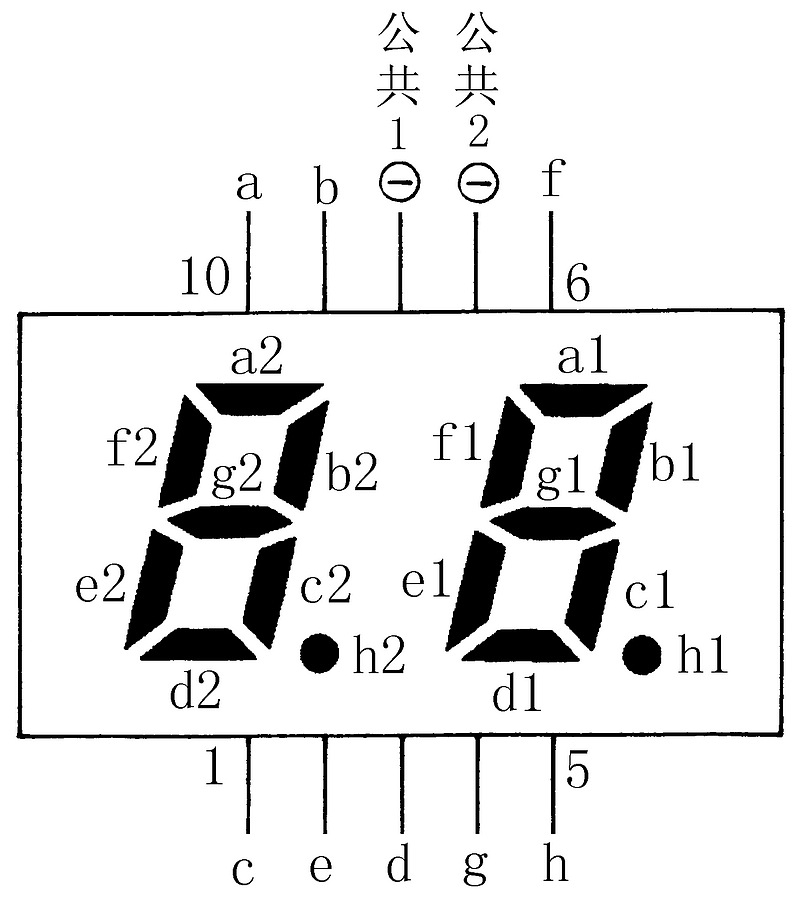 公共1
公共2
a
b
⊖
⊖
f
10
6
a2
a1
f2
g2
b2
f1
g1
b1
e2
c2
e1
c1
h2
h1
d2
d1
1
5
c
e
d
g
h